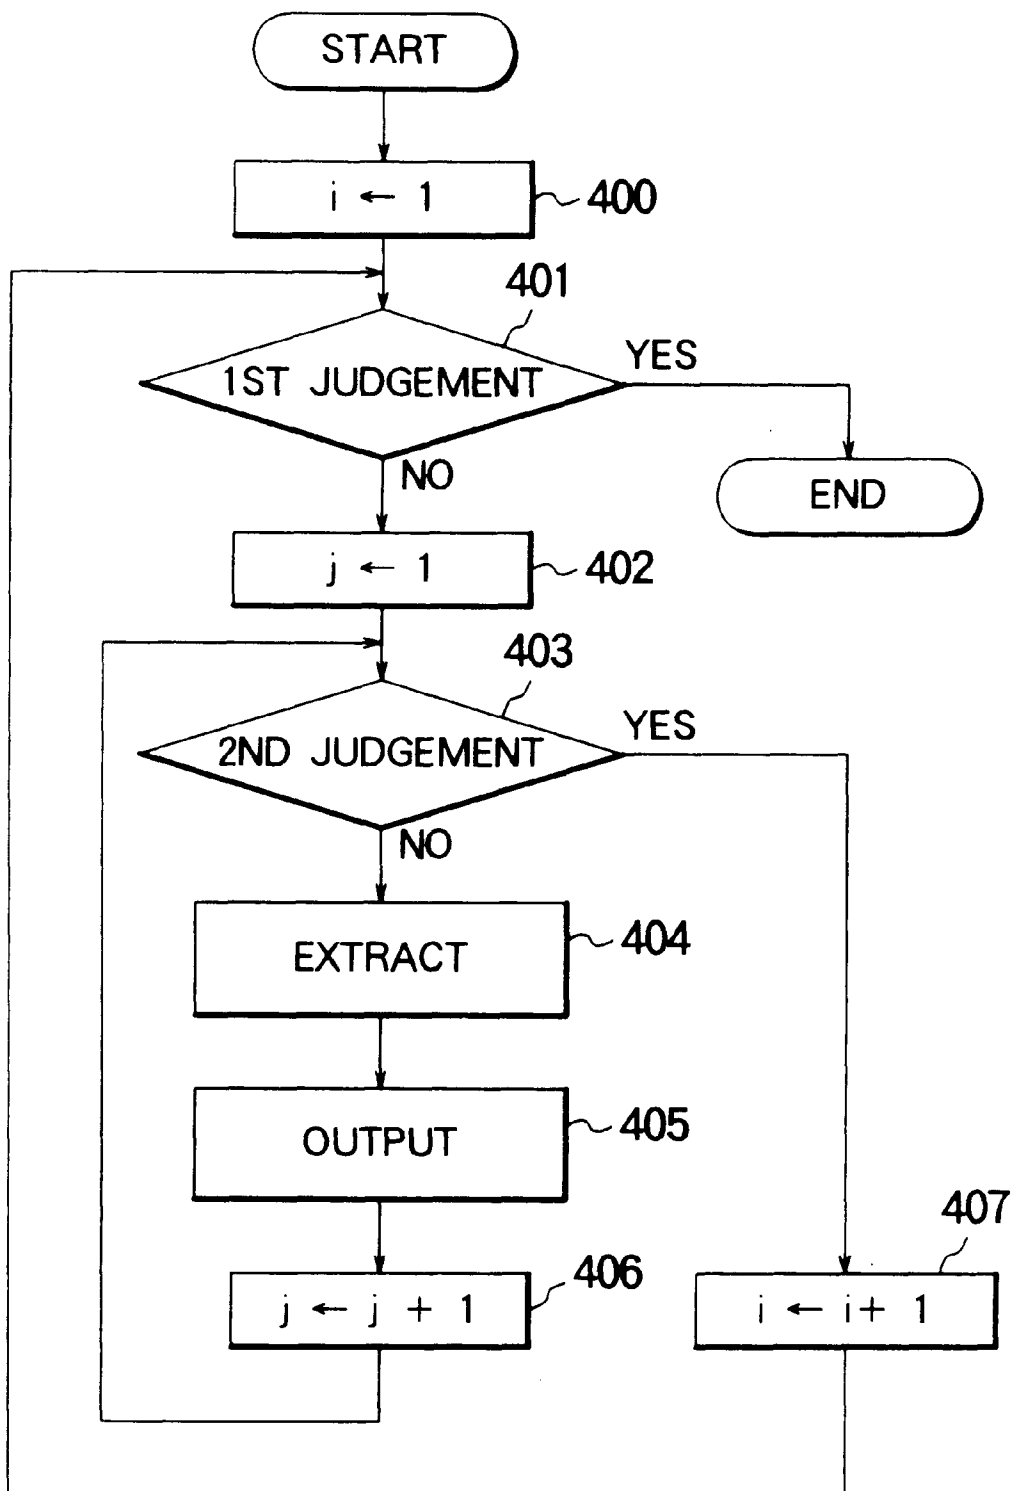 START
i ← 1
400
401
1ST JUDGEMENT
YES
NO
END
j ← 1
402
403
2ND JUDGEMENT
YES
NO
EXTRACT
404
OUTPUT
405
406
j ← j + 1
407
i ← i + 1